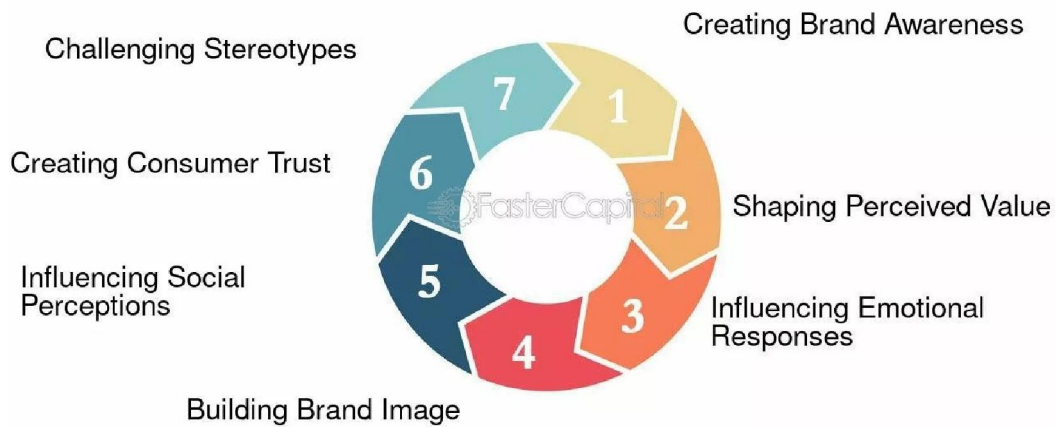 Creating Brand Awareness
Challenging Stereotypes
7
1
Creating Consumer Trust
6
FasterCapital
2
Shaping Perceived Value
Influencing Social
Perceptions
5
3
Influencing Emotional
Responses
4
Building Brand Image